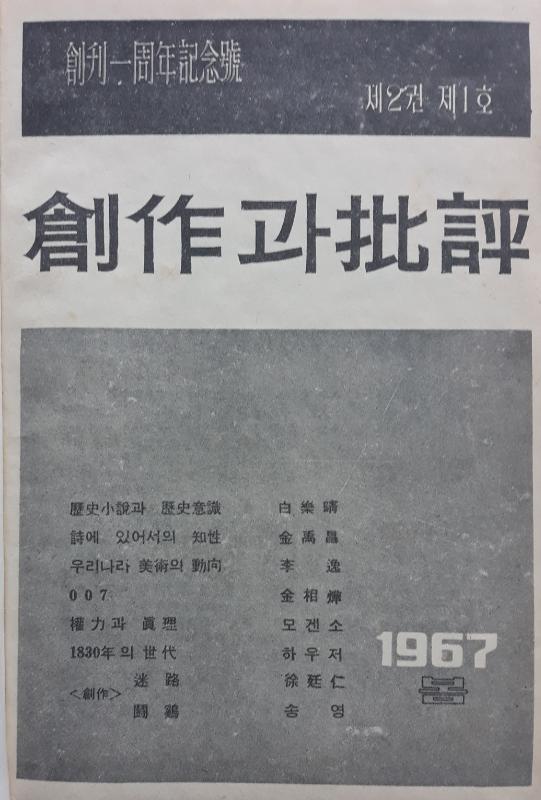 創刊一周年記念號
제2권 제1호
創作과批評
歷史小說과 歷史意識 白樂晴
詩에 있어서의 知性 金禹昌
우리나라 美術의 動向 李逸
007 金相燁
權力과 眞理 모겐소
1830年의 世代 하우저
<創作> 迷路 徐廷仁
鬪鷄 송영
1967
봄